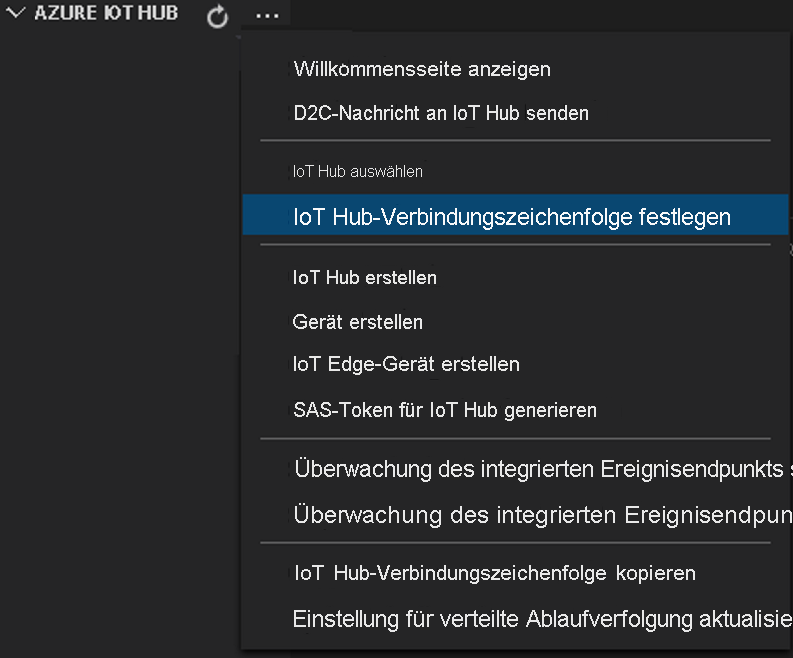 AZURE IOT HUB
Willkommensseite anzeigen
D2C-Nachricht an IoT Hub senden
IoT Hub auswählen
IoT Hub-Verbindungszeichenfolge festlegen
IoT Hub erstellen
Gerät erstellen
IoT Edge-Gerät erstellen
SAS-Token für IoT Hub generieren
Überwachung des integrierten Ereignisendpunkts
Überwachung des integrierten Ereignisendpun
IoT Hub-Verbindungszeichenfolge kopieren
Einstellung für verteilte Ablaufverfolgung aktualisie